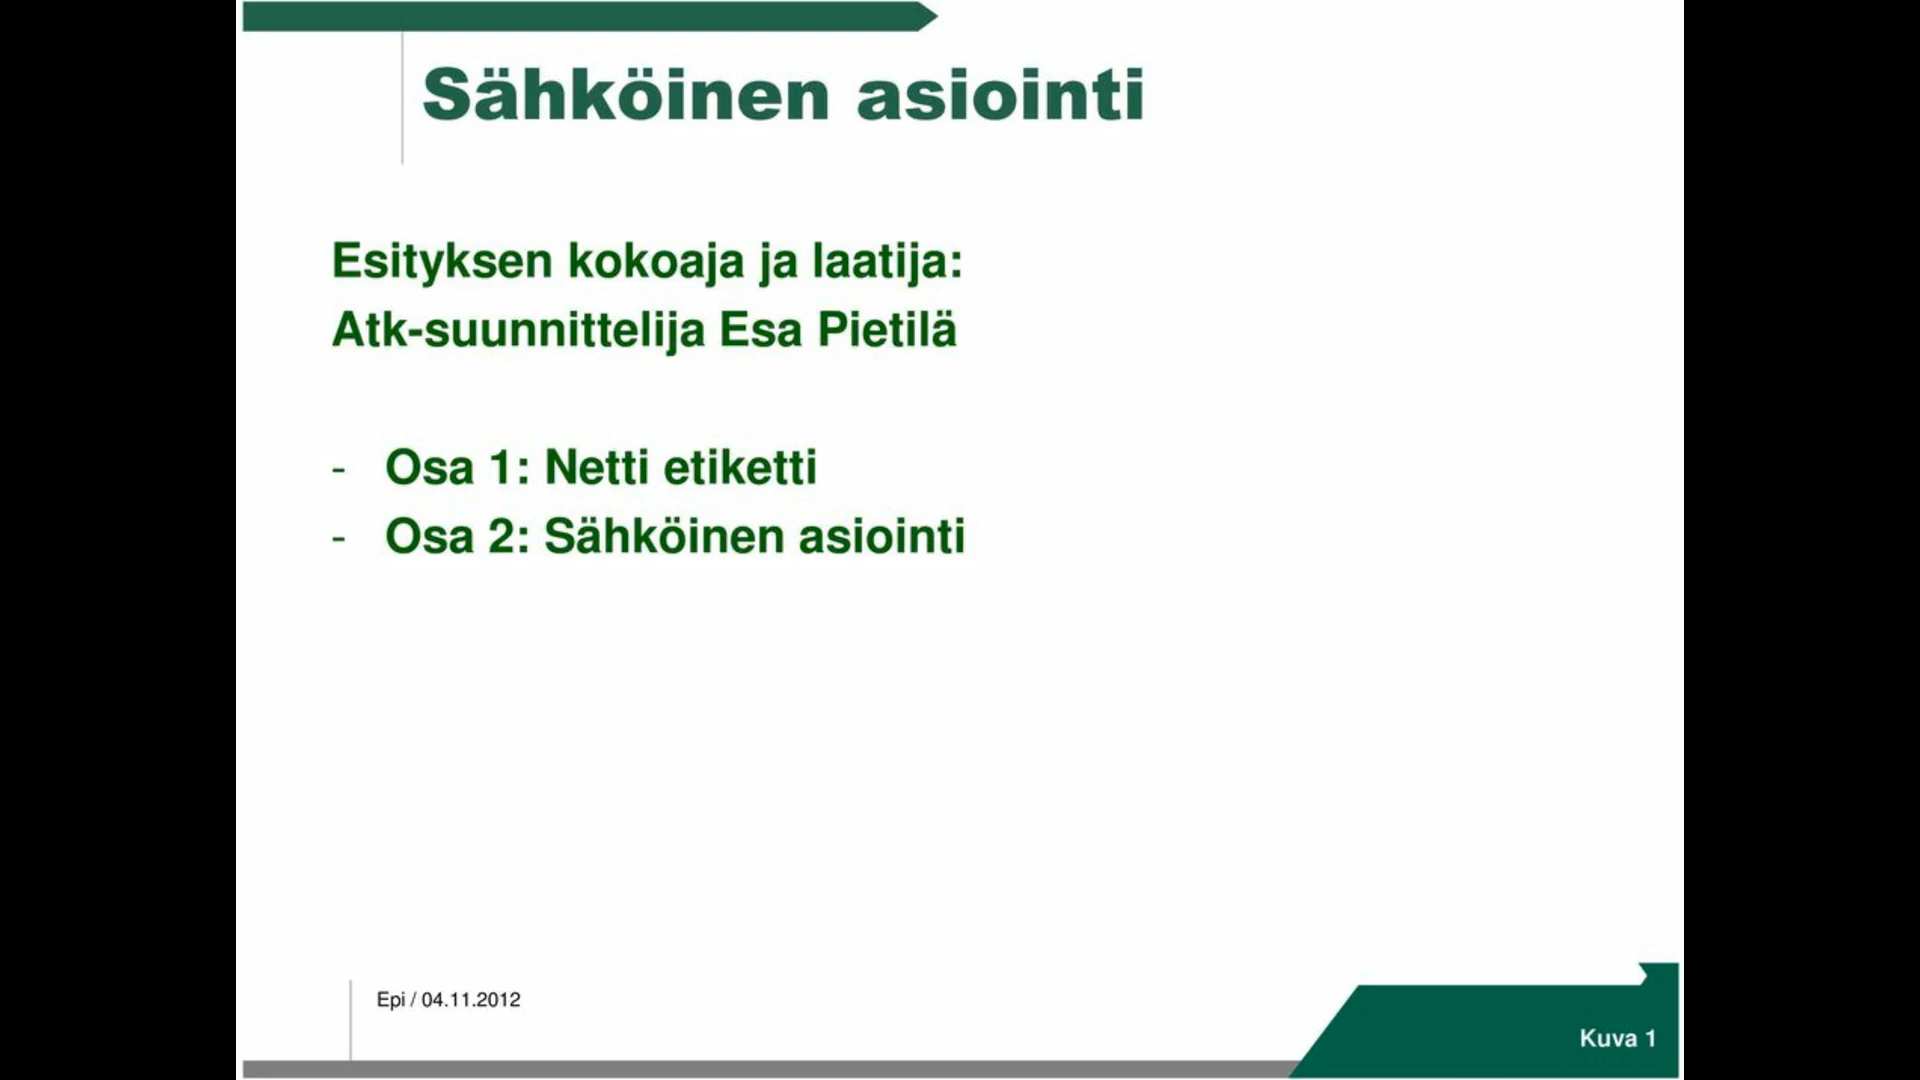 Sähköinen asiointi
Esityksen kokoaja ja laatija:
Atk-suunnittelija Esa Pietilä
- Osa 1: Netti etiketti
- Osa 2: Sähköinen asiointi
Epi / 04.11.2012
Kuva 1